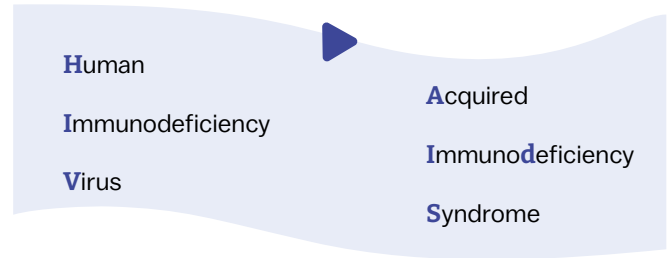 Human
Immunodeficiency
Virus
Acquired
Immunodeficiency
Syndrome